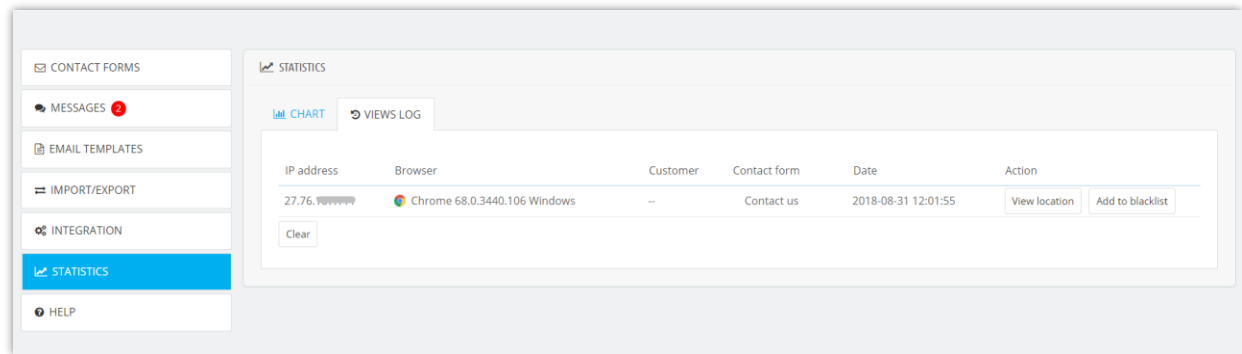 CONTACT FORMS
MESSAGES 2
EMAIL TEMPLATES
IMPORT/EXPORT
INTEGRATION
STATISTICS
HELP
STATISTICS
CHART VIEWS LOG
IP address Browser Customer Contact form Date Action
27.76. Chrome 68.0.3440.106 Windows -- Contact us 2018-08-31 12:01:55 View location Add to blacklist
Clear